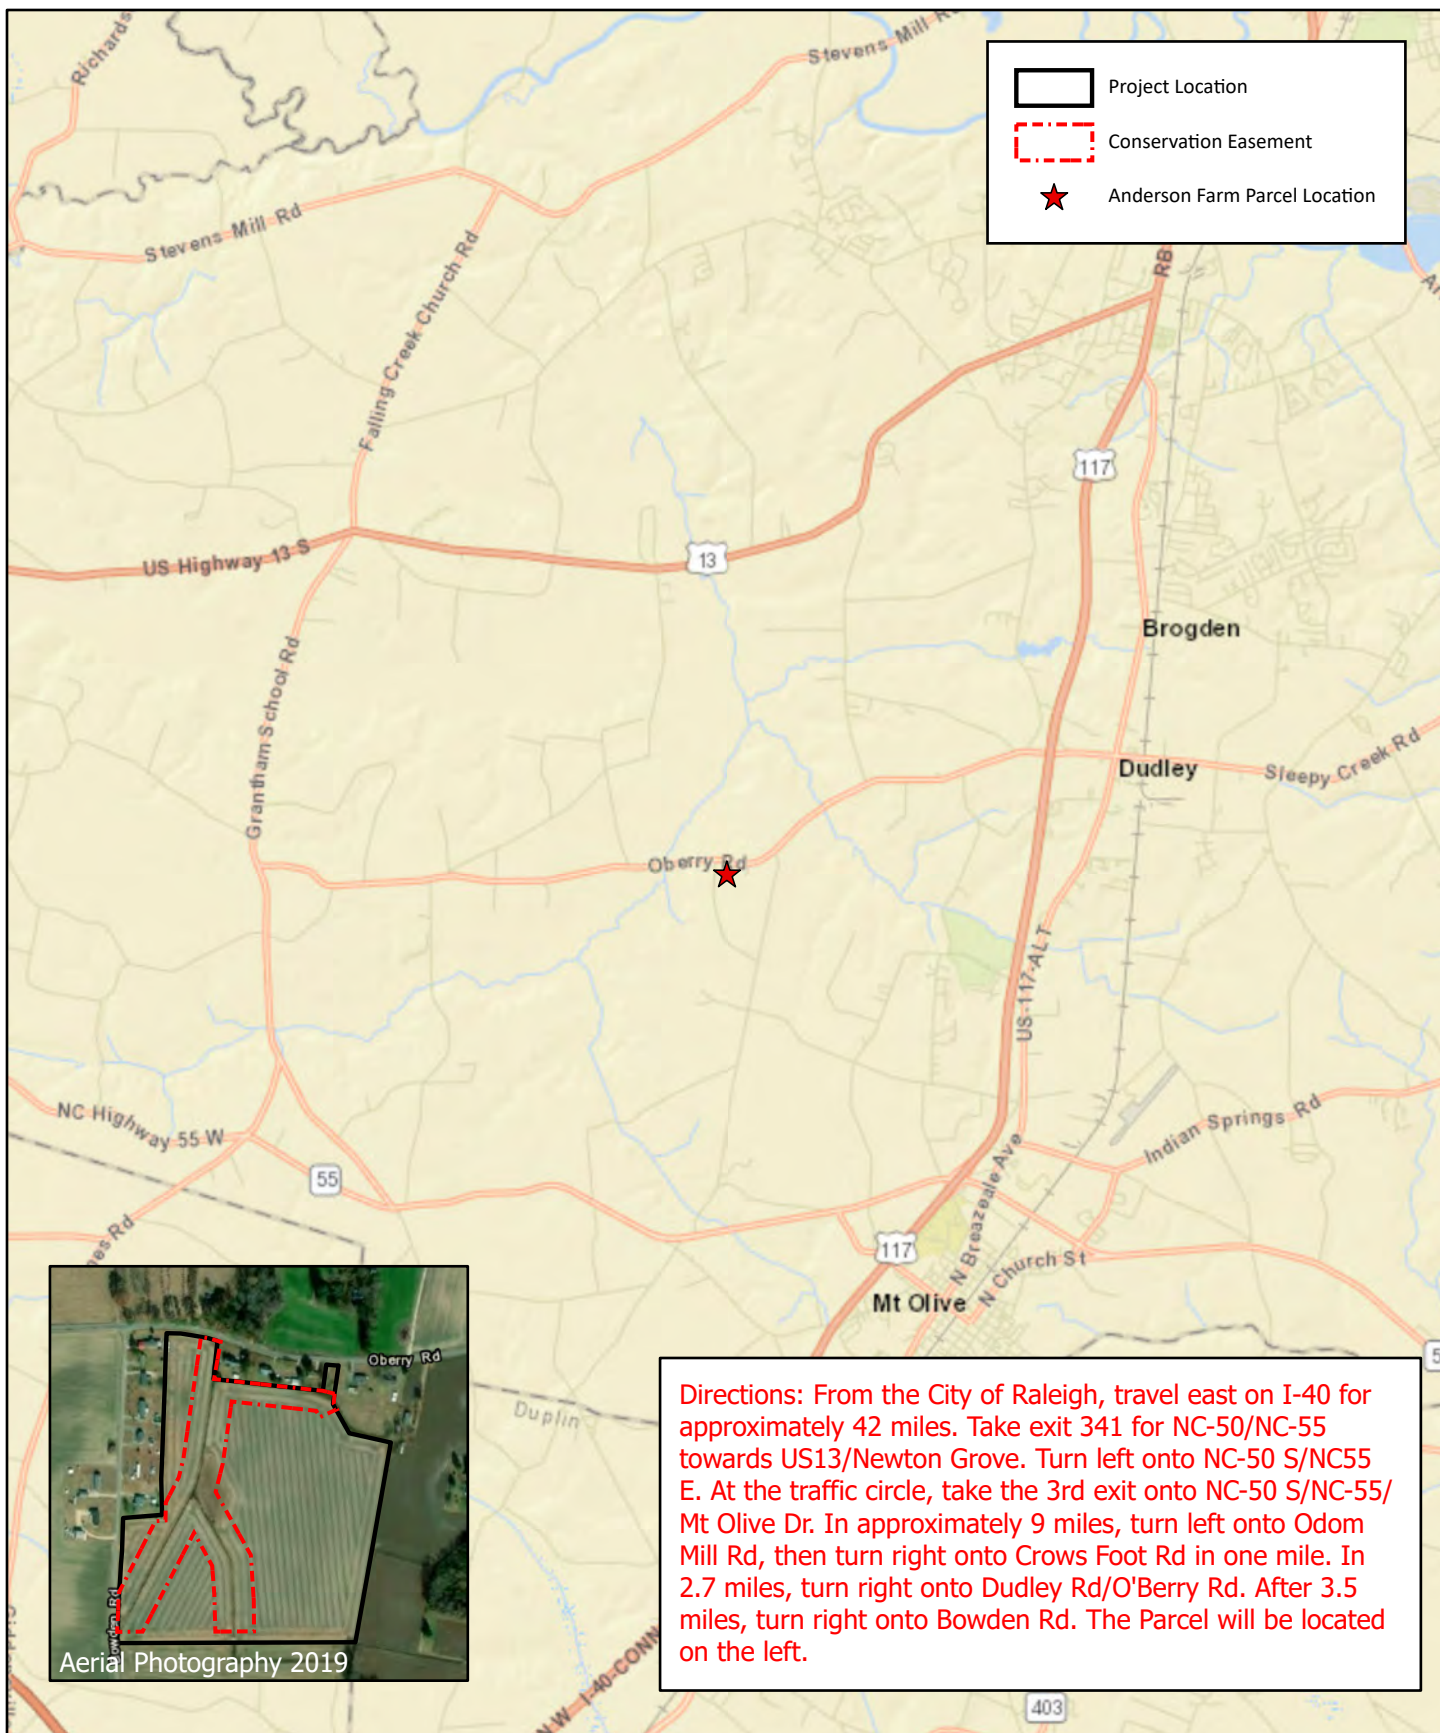 Richards
Stevens Mill Rd
Project Location
Conservation Easement
Anderson Farm Parcel Location
Stevens Mill Rd
RB
Falling Creek Church Rd
117
US Highway 13 S
13
Brogden
Grantham School Rd
Dudley
Sleepy Creek Rd
Oberry Rd
US-117-ALT
NC Highway 55 W
Indian Springs Rd
55
nes Rd
117
N Breazeale Ave
N Church St
Mt Olive
5
Oberry Rd
Duplin
Bowden Rd
Aerial Photography 2019
Directions: From the City of Raleigh, travel east on I-40 for
approximately 42 miles. Take exit 341 for NC-50/NC-55
towards US13/Newton Grove. Turn left onto NC-50 S/NC55
E. At the traffic circle, take the 3rd exit onto NC-50 S/NC-55/
Mt Olive Dr. In approximately 9 miles, turn left onto Odom
Mill Rd, then turn right onto Crows Foot Rd in one mile. In
2.7 miles, turn right onto Dudley Rd/O'Berry Rd. After 3.5
miles, turn right onto Bowden Rd. The Parcel will be located
on the left.
W I-40-CONN
403